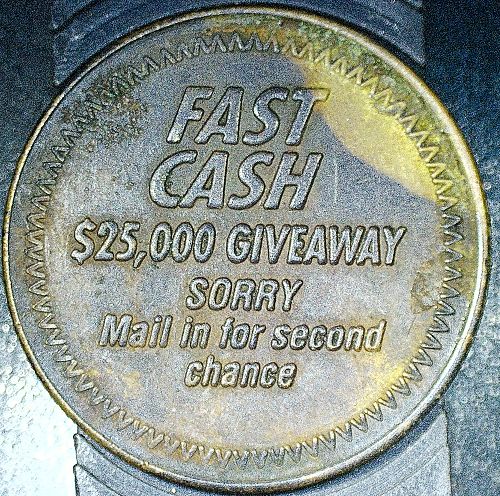 FAST
CASH
$25,000 GIVEAWAY
SORRY
Mail in for second
chance